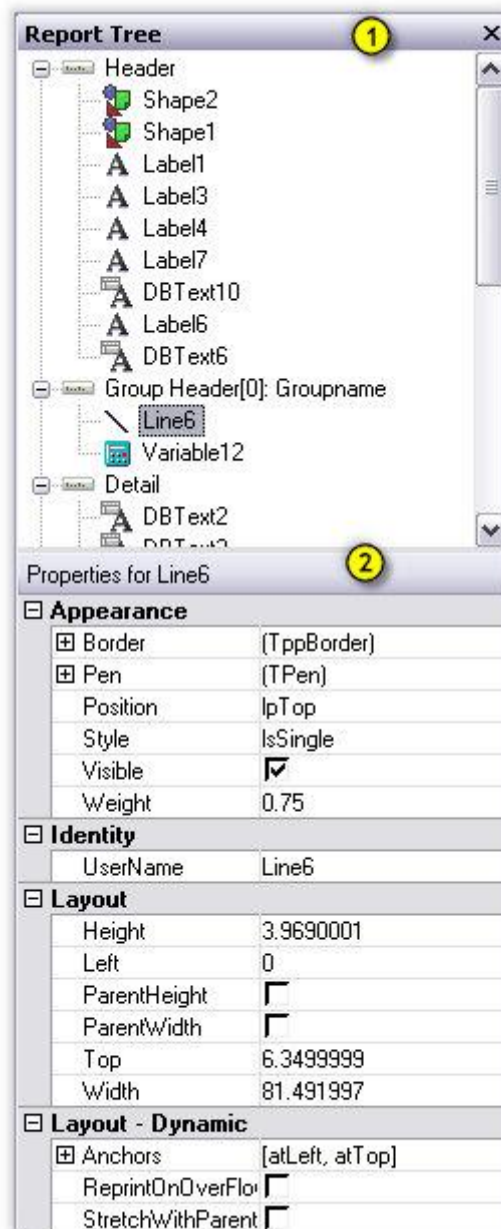 Report Tree 1
Header
Shape2
Shape1
Label1
Label3
Label4
Label7
DBText10
Label6
DBText6
Group Header[0]: Groupname
Line6
Variable12
Detail
DBText2
Properties for Line6 2
Appearance
Border (TppBorder)
Pen (TPen)
Position lpTop
Style lsSingle
Visible
Weight 0.75
Identity
UserName Line6
Layout
Height 3.9690001
Left 0
ParentHeight
ParentWidth
Top 6.3499999
Width 81.491997
Layout - Dynamic
Anchors [atLeft, atTop]
ReprintOnOverFlo
StretchWithParent